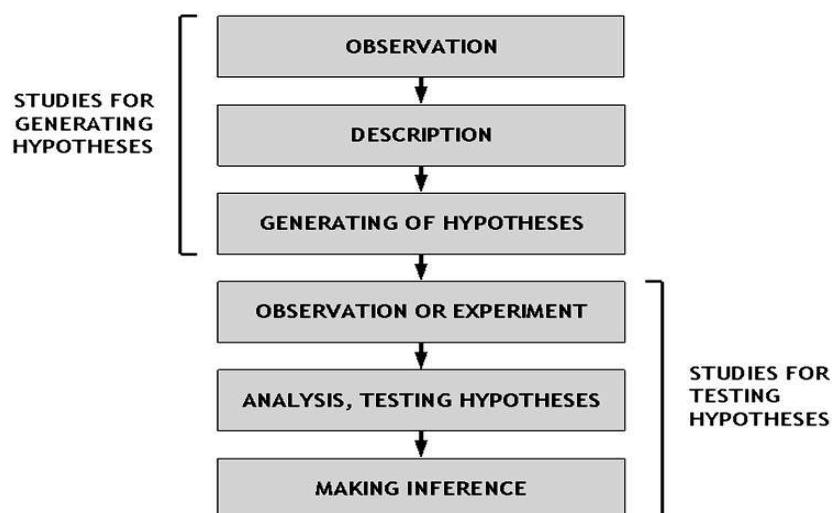 OBSERVATION
STUDIES FOR
GENERATING
HYPOTHESES
DESCRIPTION
GENERATING OF HYPOTHESES
OBSERVATION OR EXPERIMENT
ANALYSIS, TESTING HYPOTHESES
STUDIES FOR
TESTING
HYPOTHESES
MAKING INFERENCE